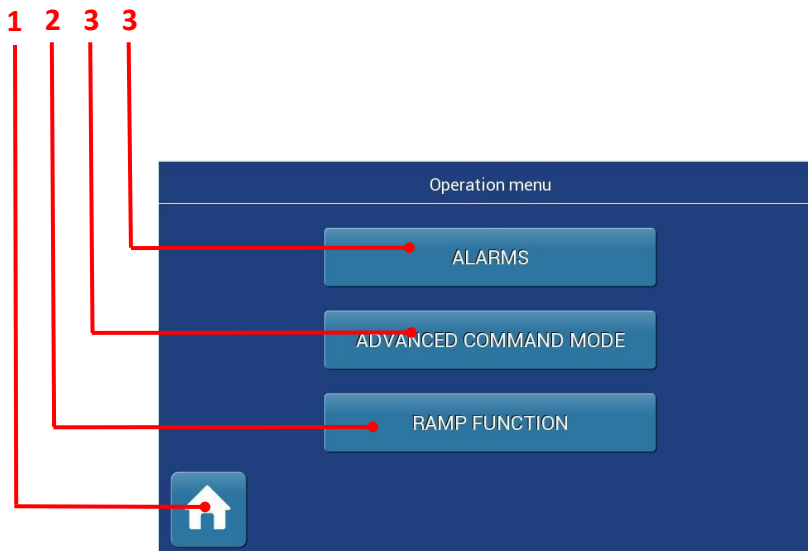 1 2 3 3
Operation menu
ALARMS
ADVANCED COMMAND MODE
RAMP FUNCTION